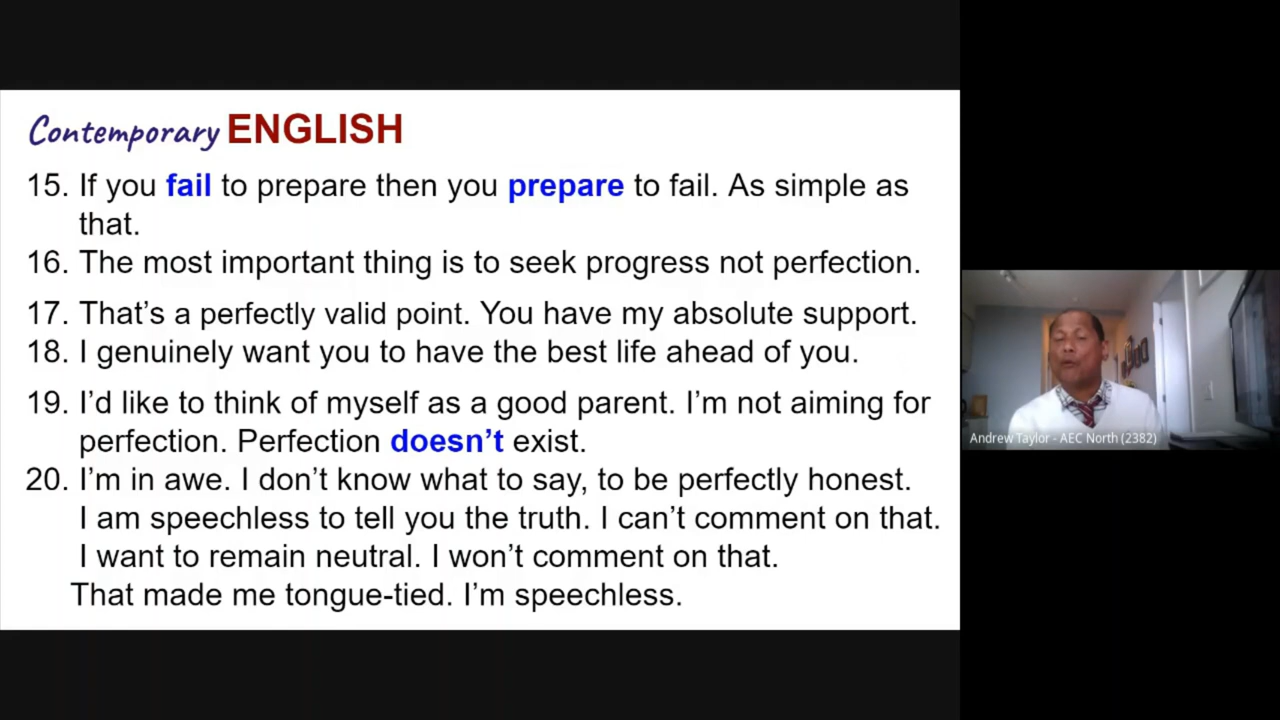 Contemporary ENGLISH
15. If you fail to prepare then you prepare to fail. As simple as
that.
16. The most important thing is to seek progress not perfection.
17. That’s a perfectly valid point. You have my absolute support.
18. I genuinely want you to have the best life ahead of you.
19. I’d like to think of myself as a good parent. I’m not aiming for
perfection. Perfection doesn’t exist.
20. I’m in awe. I don’t know what to say, to be perfectly honest.
I am speechless to tell you the truth. I can’t comment on that.
I want to remain neutral. I won’t comment on that.
That made me tongue-tied. I’m speechless.
Andrew Taylor - AEC North (2382)